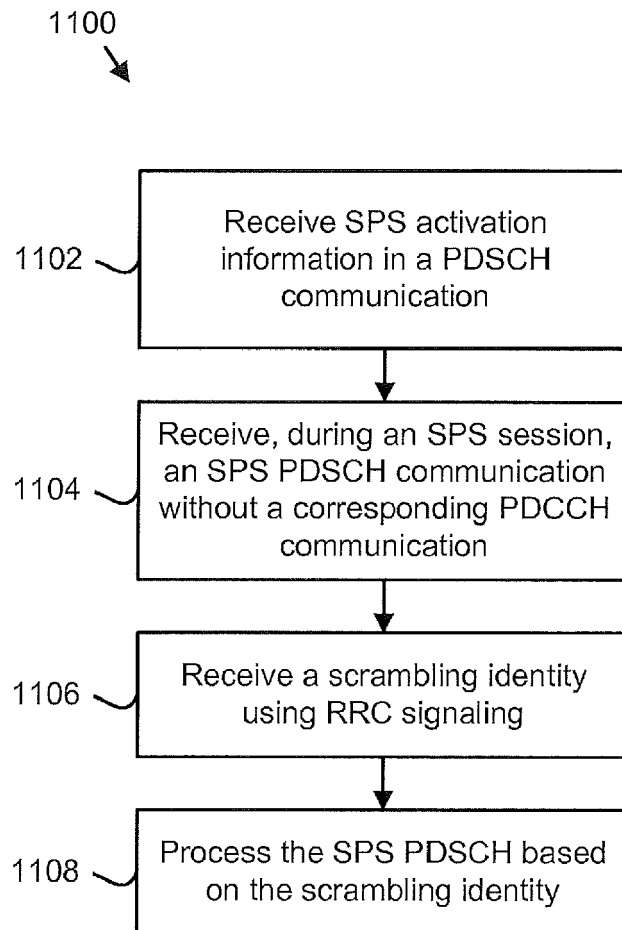 1100
1102
Receive SPS activation
information in a PDSCH
communication
1104
Receive, during an SPS session,
an SPS PDSCH communication
without a corresponding PDCCH
communication
1106
Receive a scrambling identity
using RRC signaling
1108
Process the SPS PDSCH based
on the scrambling identity